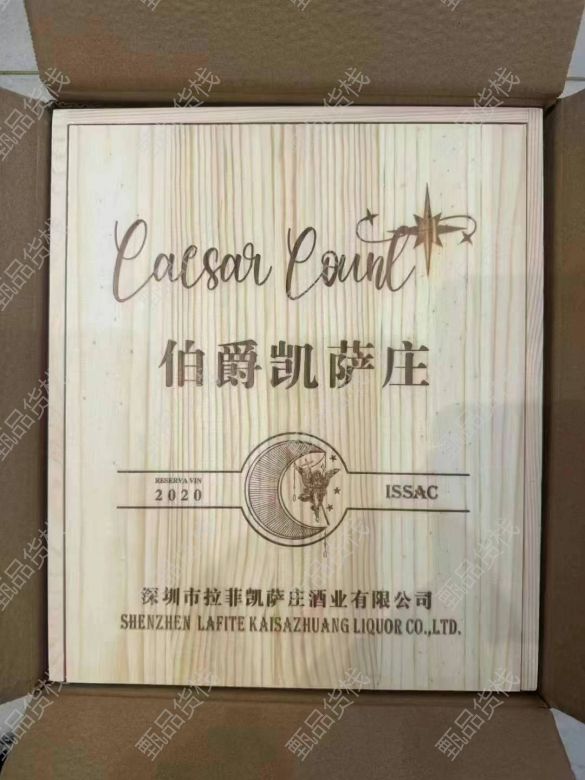 Caesar Count
伯爵凯萨庄
RESERVA VIN
2020
ISSAC
深圳市拉菲凯萨庄酒业有限公司
SHENZHEN LAFITE KAISAZHUANG LIQUOR CO.,LTD.
甄品货栈